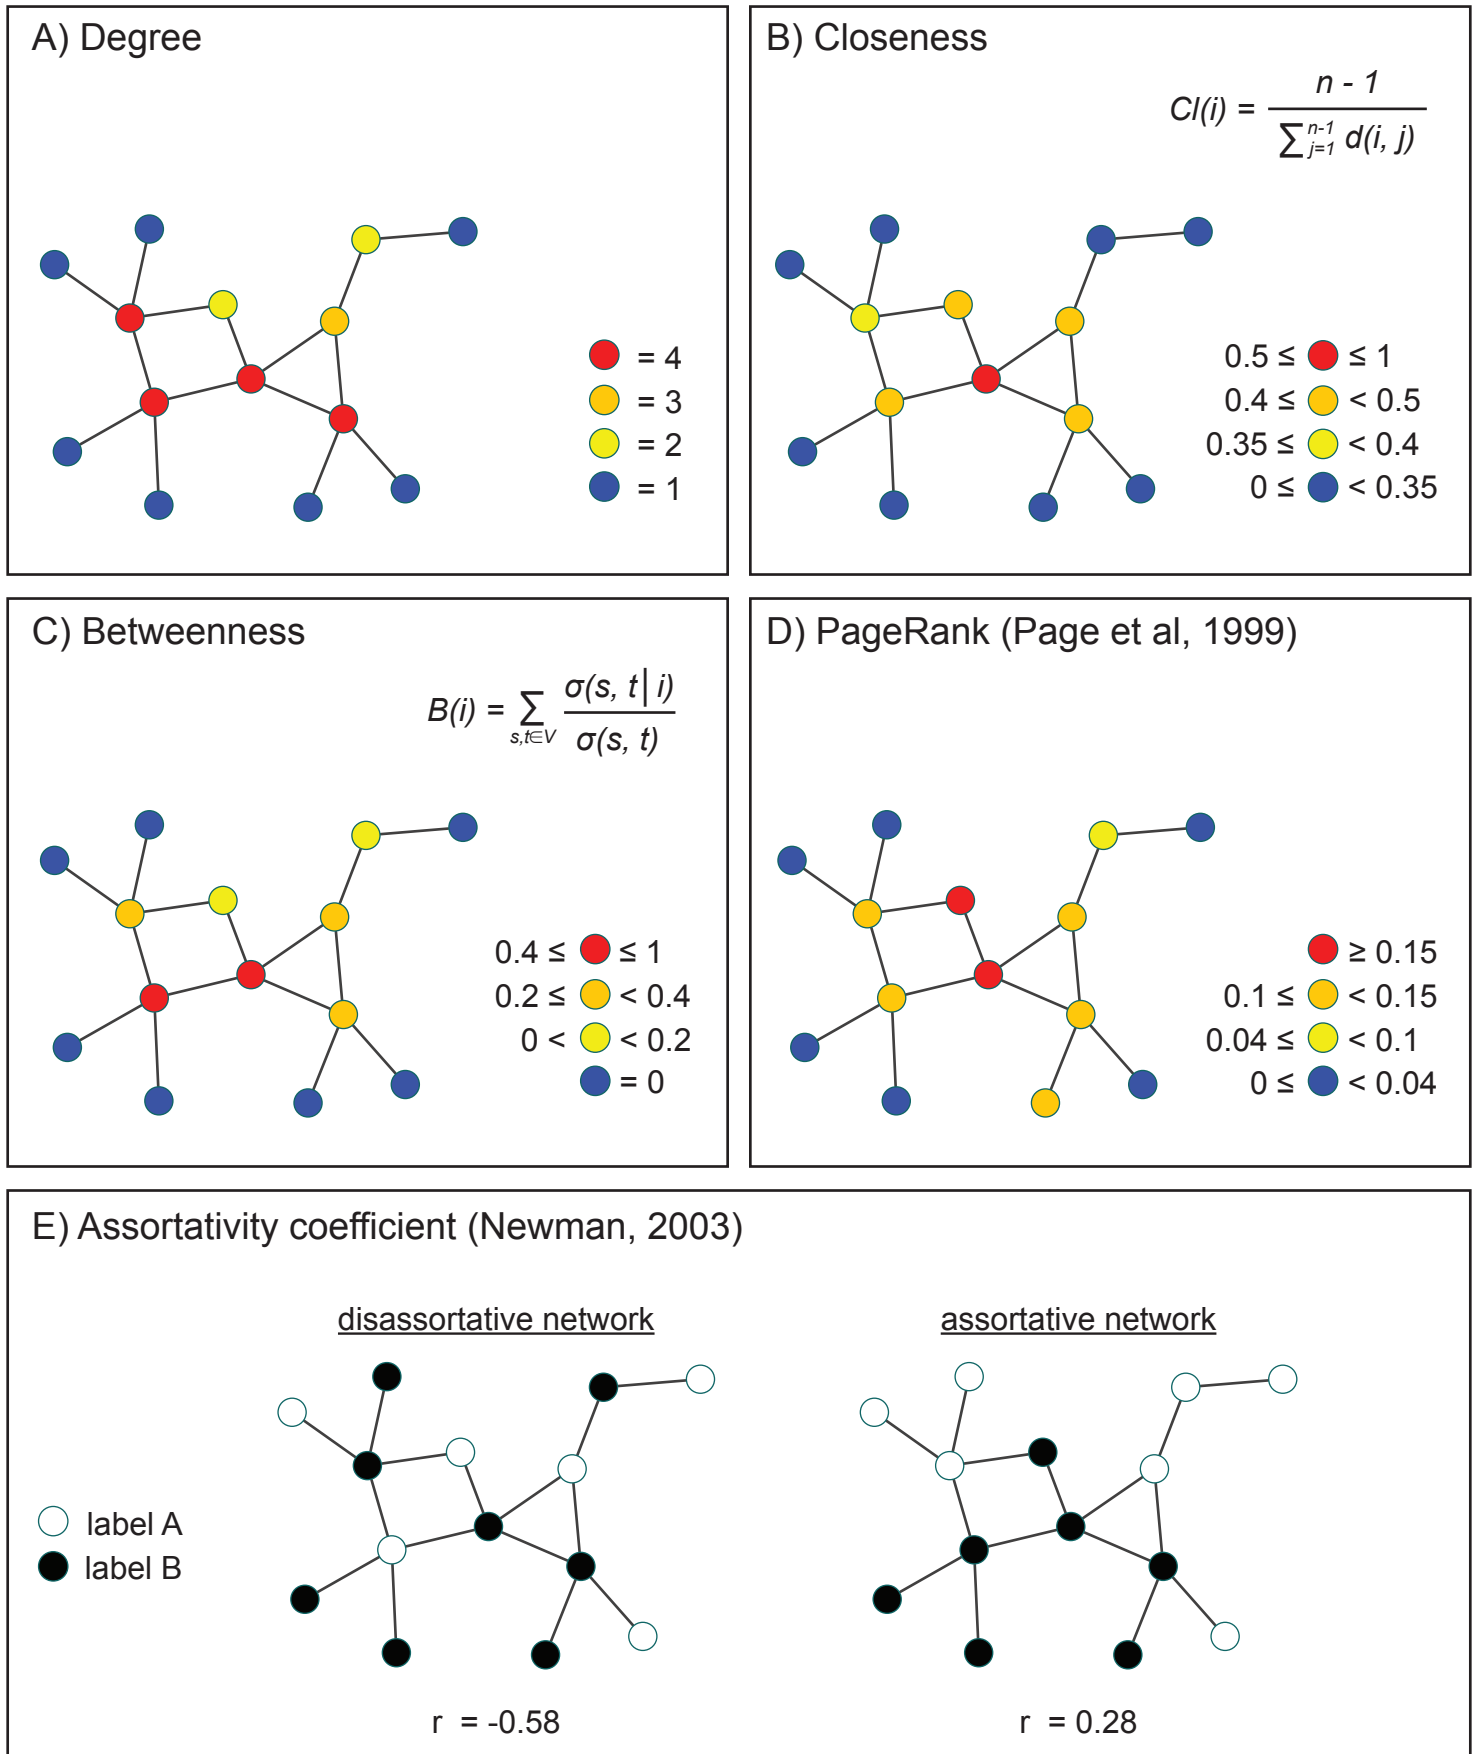 A) Degree
= 4
= 3
= 2
= 1
B) Closeness
Cl(i) = n - 1 / ∑ n-1 j=1 d(i, j)
0.5 ≤ ≤ 1
0.4 ≤ < 0.5
0.35 ≤ < 0.4
0 ≤ < 0.35
C) Betweenness
B(i) = ∑ s,t∈V σ(s, t| i) / σ(s, t)
0.4 ≤ ≤ 1
0.2 ≤ < 0.4
0 < < 0.2
= 0
D) PageRank (Page et al, 1999)
≥ 0.15
0.1 ≤ < 0.15
0.04 ≤ < 0.1
0 ≤ < 0.04
E) Assortativity coefficient (Newman, 2003)
disassortative network
assortative network
label A
label B
r = -0.58
r = 0.28